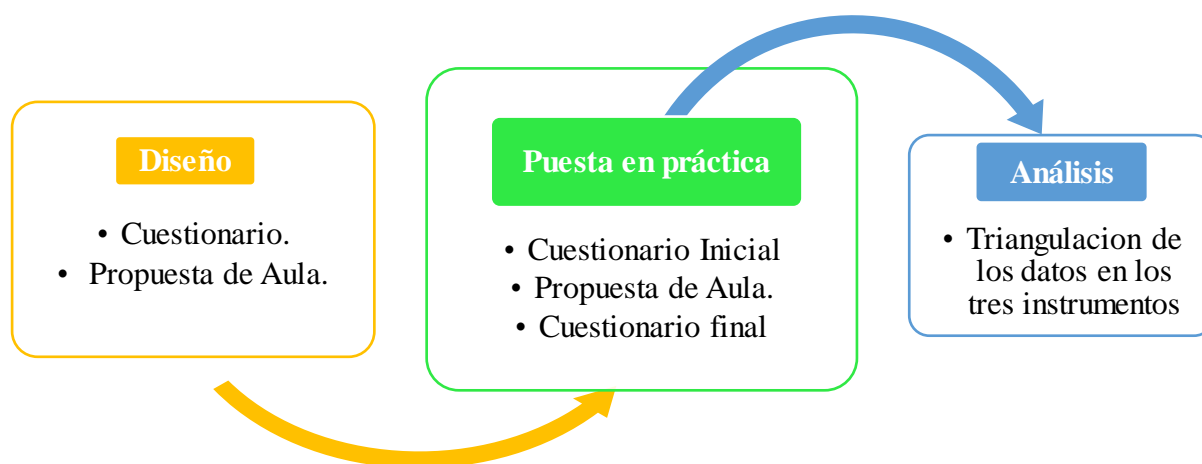 Diseño
• Cuestionario.
• Propuesta de Aula.
Puesta en práctica
• Cuestionario Inicial
• Propuesta de Aula.
• Cuestionario final
Análisis
• Triangulacion de
los datos en los
tres instrumentos